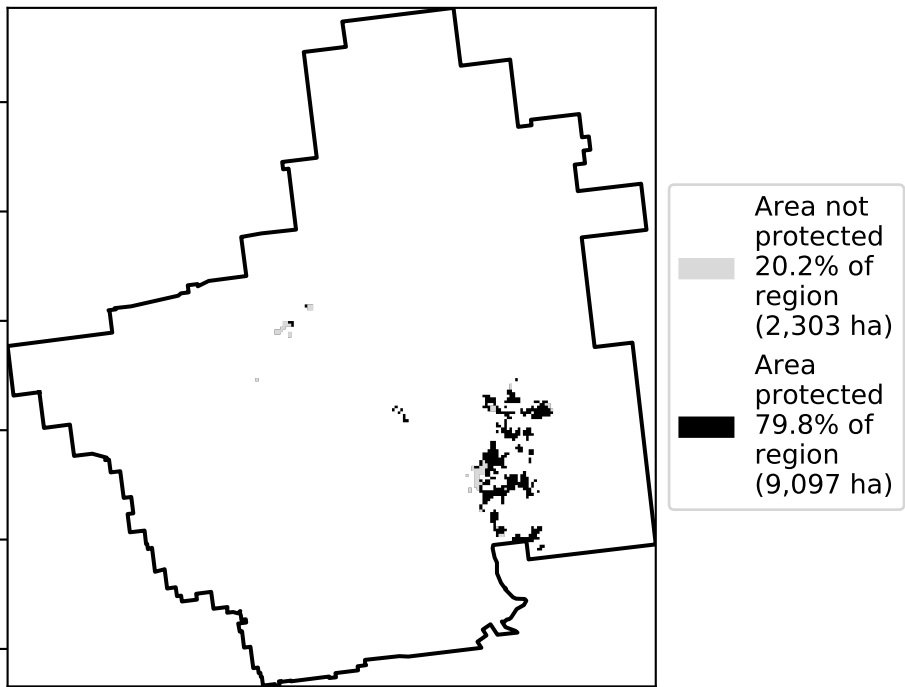 Area not
protected
20.2% of
region
(2,303 ha)
Area
protected
79.8% of
region
(9,097 ha)